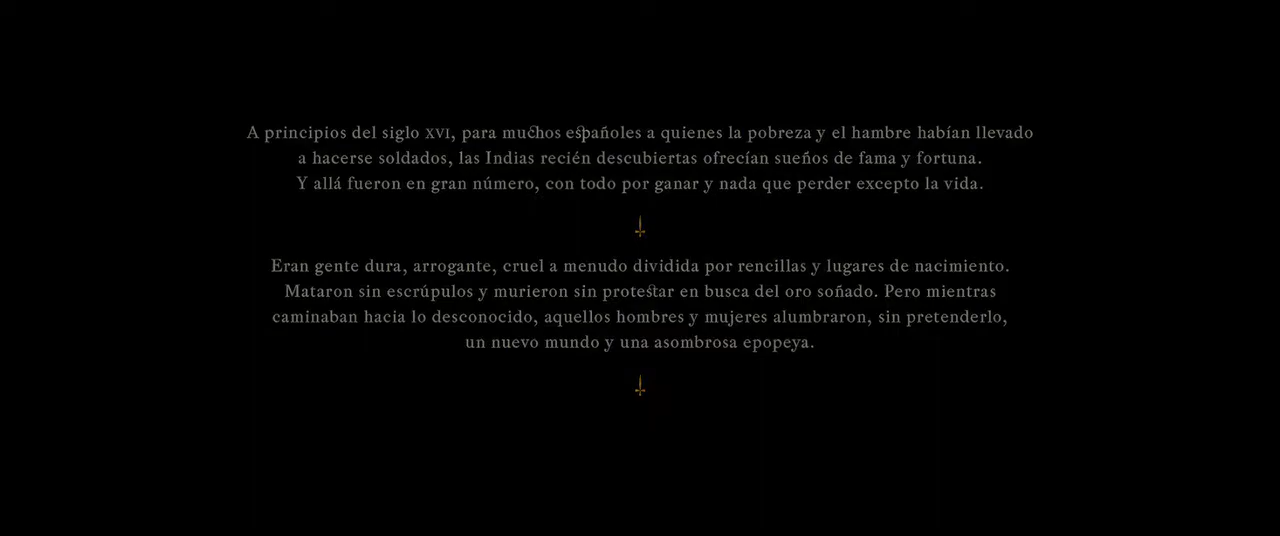 A principios del siglo XVI, para muchos españoles a quienes la pobreza y el hambre habían llevado
a hacerse soldados, las Indias recién descubiertas ofrecían sueños de fama y fortuna.
Y allá fueron en gran número, con todo por ganar y nada que perder excepto la vida.
Eran gente dura, arrogante, cruel a menudo dividida por rencillas y lugares de nacimiento.
Mataron sin escrúpulos y murieron sin protestar en busca del oro soñado. Pero mientras
caminaban hacia lo desconocido, aquellos hombres y mujeres alumbraron, sin pretenderlo,
un nuevo mundo y una asombrosa epopeya.